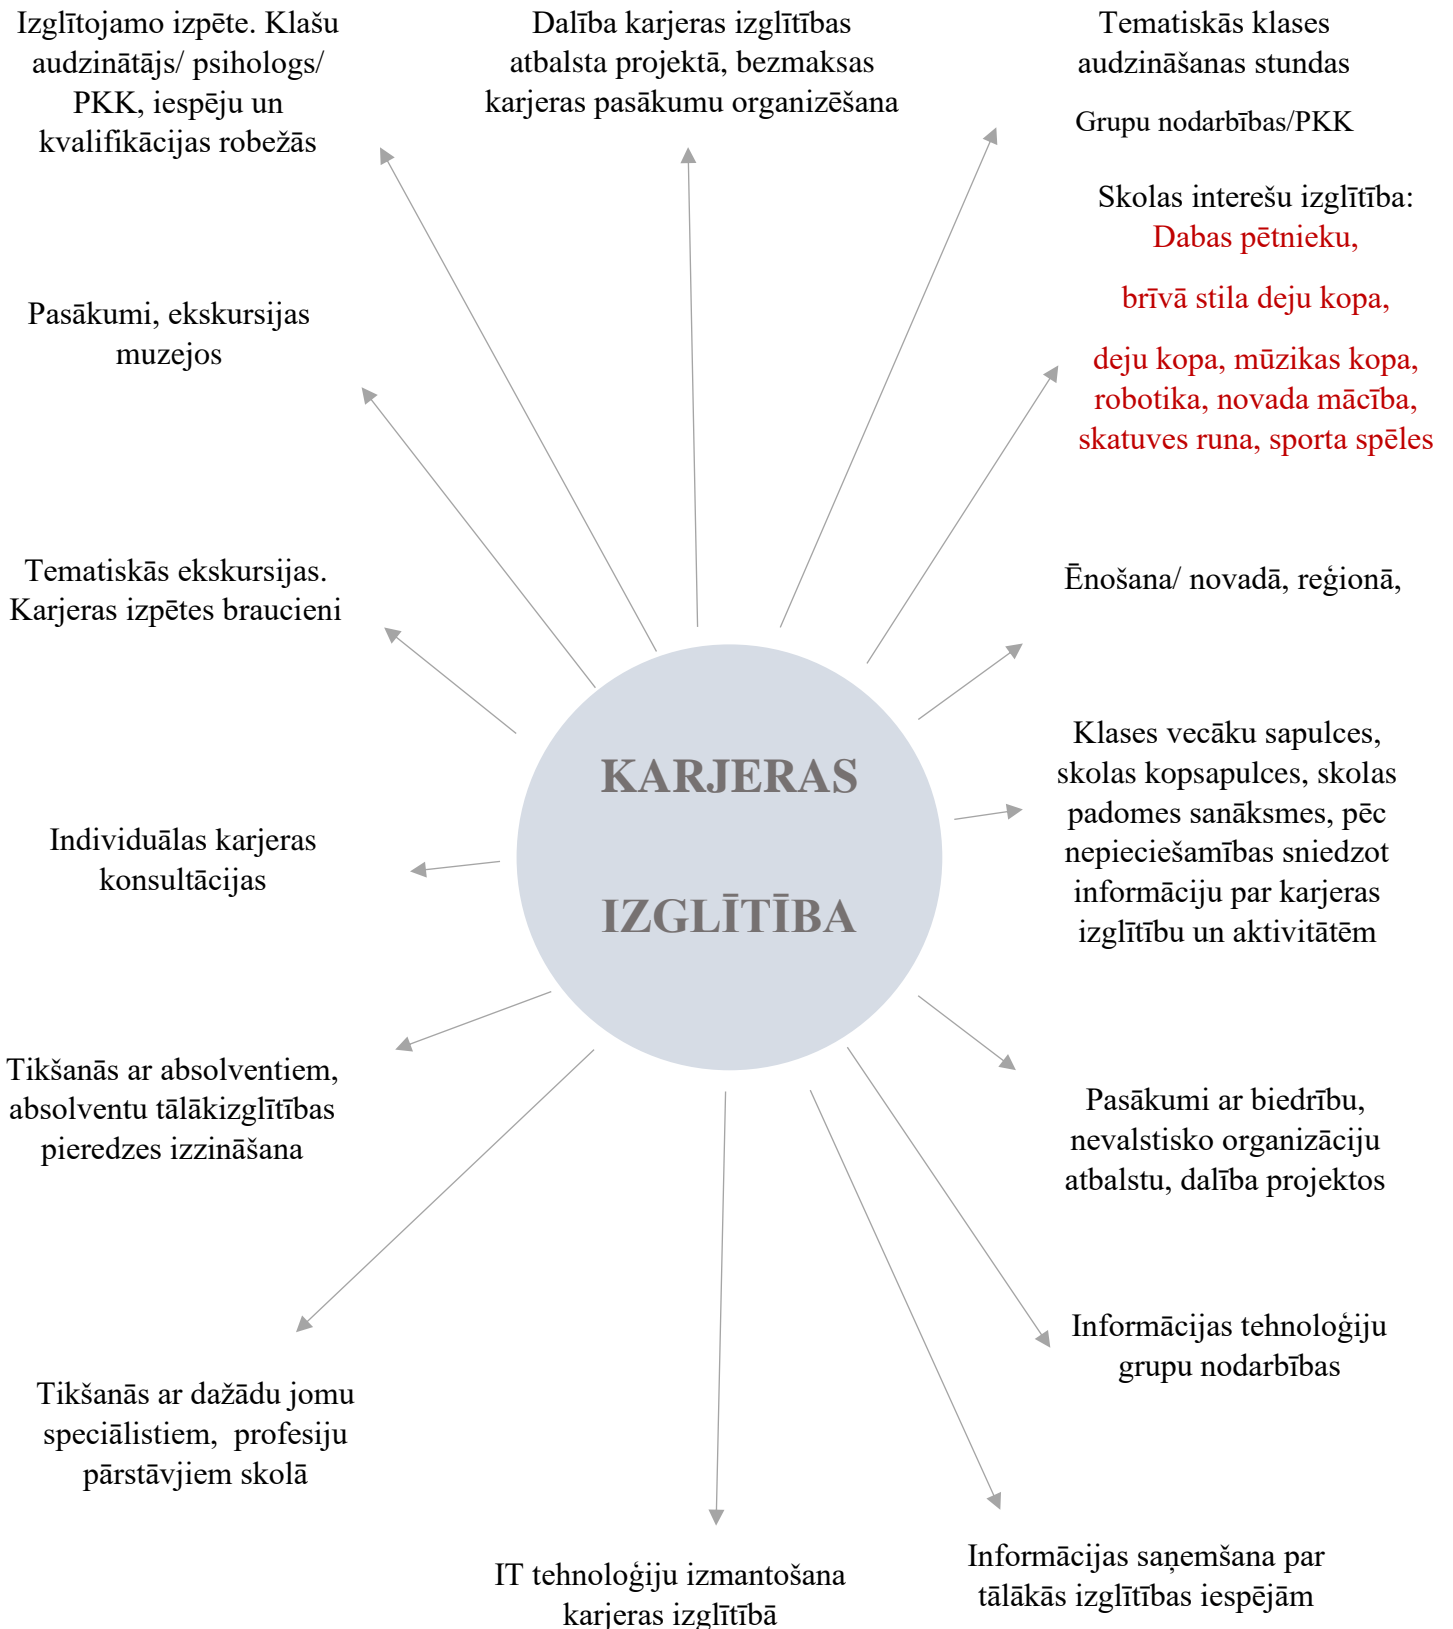 Izglītojamo izpēte. Klašu
audzinātājs/ psihologs/
PKK, iespēju un
kvalifikācijas robežās
Dalība karjeras izglītības
atbalsta projektā, bezmaksas
karjeras pasākumu organizēšana
Tematiskās klases
audzināšanas stundas
Grupu nodarbības/PKK
Skolas interešu izglītība:
Dabas pētnieku,
brīvā stila deju kopa,
deju kopa, mūzikas kopa,
robotika, novada mācība,
skatuves runa, sporta spēles
Pasākumi, ekskursijas
muzejos
Tematiskās ekskursijas.
Karjeras izpētes braucieni
Ēnošana/ novadā, reģionā,
KARJERAS
IZGLĪTĪBA
Klases vecāku sapulces,
skolas kopsapulces, skolas
padomes sanāksmes, pēc
nepieciešamības sniedzot
informāciju par karjeras
izglītību un aktivitātēm
Individuālas karjeras
konsultācijas
Tikšanās ar absolventiem,
absolventu tālākizglītības
pieredzes izzināšana
Pasākumi ar biedrību,
nevalstisko organizāciju
atbalstu, dalība projektos
Informācijas tehnoloģiju
grupu nodarbības
Tikšanās ar dažādu jomu
speciālistiem,  profesiju
pārstāvjiem skolā
IT tehnoloģiju izmantošana
karjeras izglītībā
Informācijas saņemšana par
tālākās izglītības iespējām